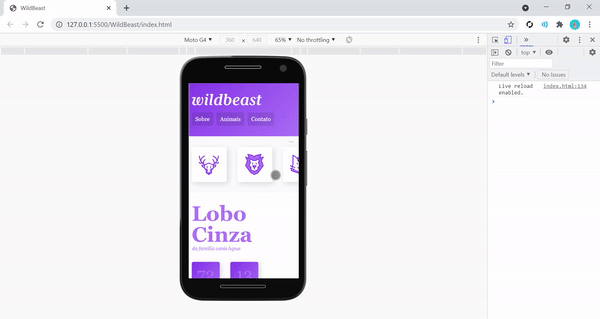 WildBeast
127.0.0.1:5500/WildBeast/index.html
Moto G4 360 × 640 65% No throttling
top
Filter
Default levels No Issues
Live reload enabled. index.html:134
wildbeast
Sobre Animais Contato
Lobo
Cinza
da família canis lupus
72 12